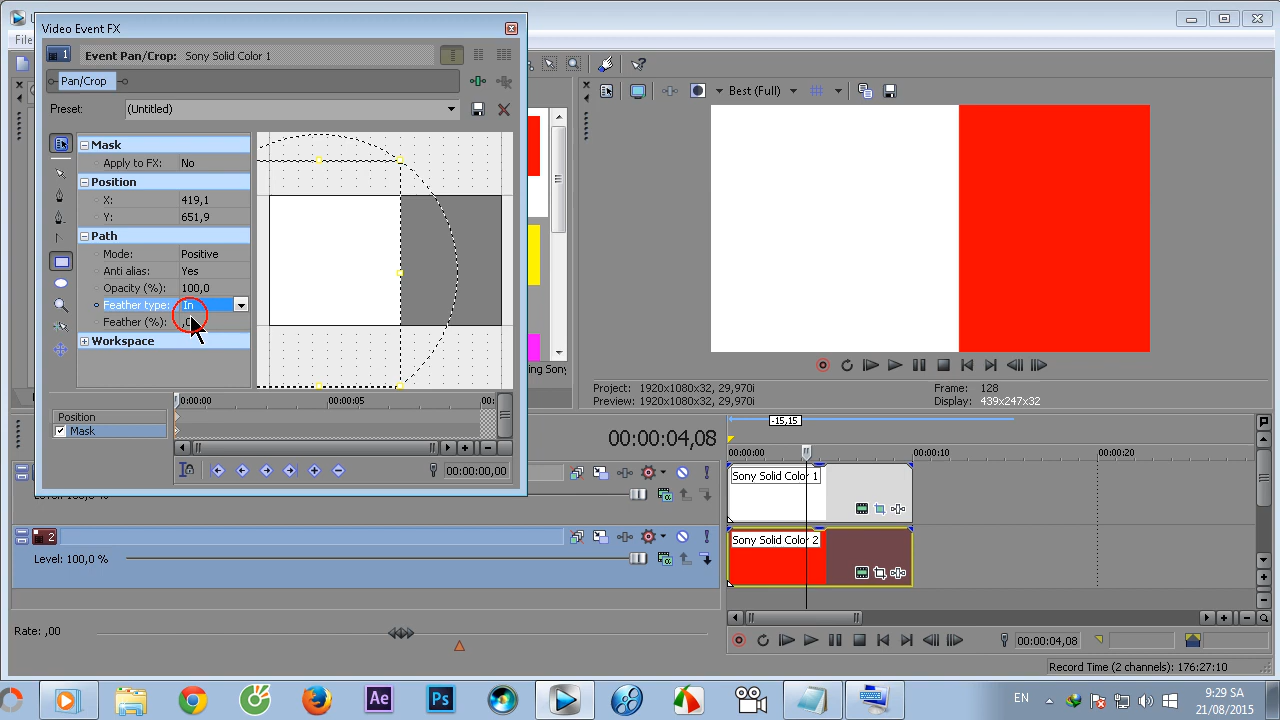 Video Event FX
1
Event Pan/Crop: Sony Solid Color 1
Pan/Crop
Preset: (Untitled)
Mask
Apply to FX: No
Position
X: 419,1
Y: 651,9
Path
Mode: Positive
Anti alias: Yes
Opacity (%): 100,0
Feather type: In
Feather (%):
Workspace
0:00:00 0:00:05
Position
Mask
00:00:00,00
Best (Full)
Project: 1920x1080x32, 29,970i
Preview: 1920x1080x32, 29,970i
Frame: 128
Display: 439x247x32
00:00:04,08
-15,15
00:00:00 00:00:10 00:00:20
Sony Solid Color 1
2
Level: 100,0 %
Sony Solid Color 2
Rate: ,00
00:00:04,08
Record Time (2 channels): 176:27:10
Ae
Ps
EN
9:29 SA
21/08/2015